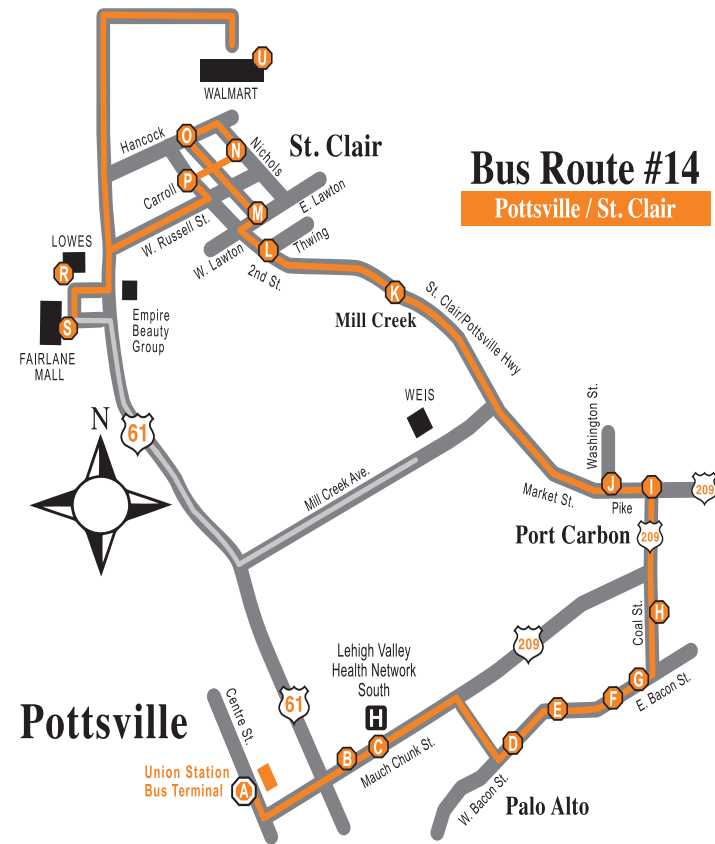 U
WALMART
Hancock
O
N
Nichols
St. Clair
P
Carroll
M
E. Lawton
W. Russell St.
W. Lawton
L
Thwing
2nd St.
Bus Route #14
Pottsville / St. Clair
LOWES
R
S
FAIRLANE
MALL
Empire
Beauty
Group
K
Mill Creek
St. Clair/Pottsville Hwy
N
61
WEIS
Mill Creek Ave.
Washington St.
Market St.
J
I
Pike
209
Port Carbon
209
Coal St.
H
209
Lehigh Valley
Health Network
South
H
61
G
F
E
D
E. Bacon St.
W. Bacon St.
Palo Alto
Pottsville
Centre St.
Union Station
Bus Terminal
A
B
C
Mauch Chunk St.